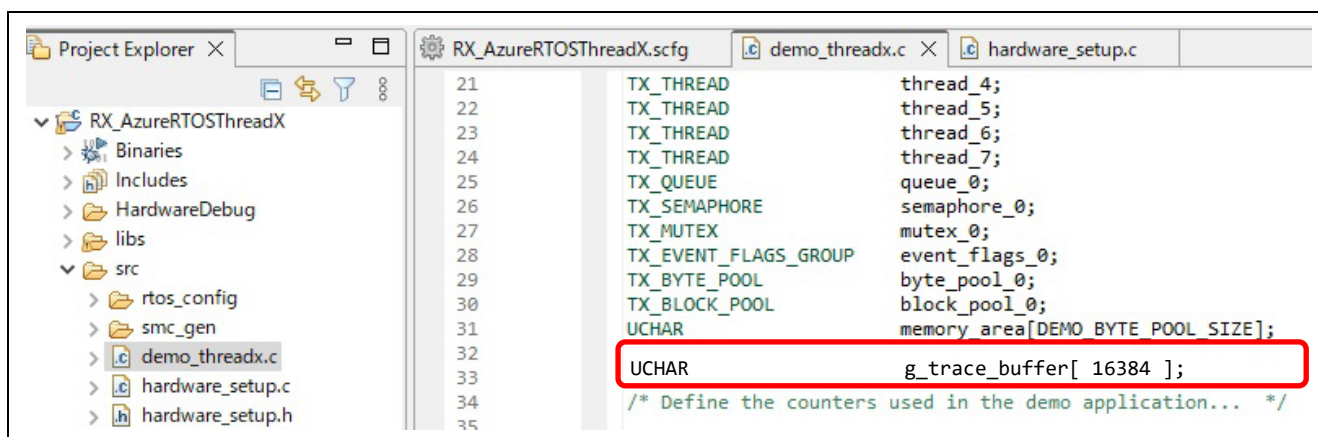 Project Explorer
RX_AzureRTOSThreadX
Binaries
Includes
HardwareDebug
libs
src
rtos_config
smc_gen
demo_threadx.c
hardware_setup.c
hardware_setup.h
RX_AzureRTOSThreadX.scfg demo_threadx.c hardware_setup.c
21 TX_THREAD thread_4;
22 TX_THREAD thread_5;
23 TX_THREAD thread_6;
24 TX_THREAD thread_7;
25 TX_QUEUE queue_0;
26 TX_SEMAPHORE semaphore_0;
27 TX_MUTEX mutex_0;
28 TX_EVENT_FLAGS_GROUP event_flags_0;
29 TX_BYTE_POOL byte_pool_0;
30 TX_BLOCK_POOL block_pool_0;
31 UCHAR memory_area[DEMO_BYTE_POOL_SIZE];
32
UCHAR g_trace_buffer[ 16384 ];
33
34 /* Define the counters used in the demo application... */
35